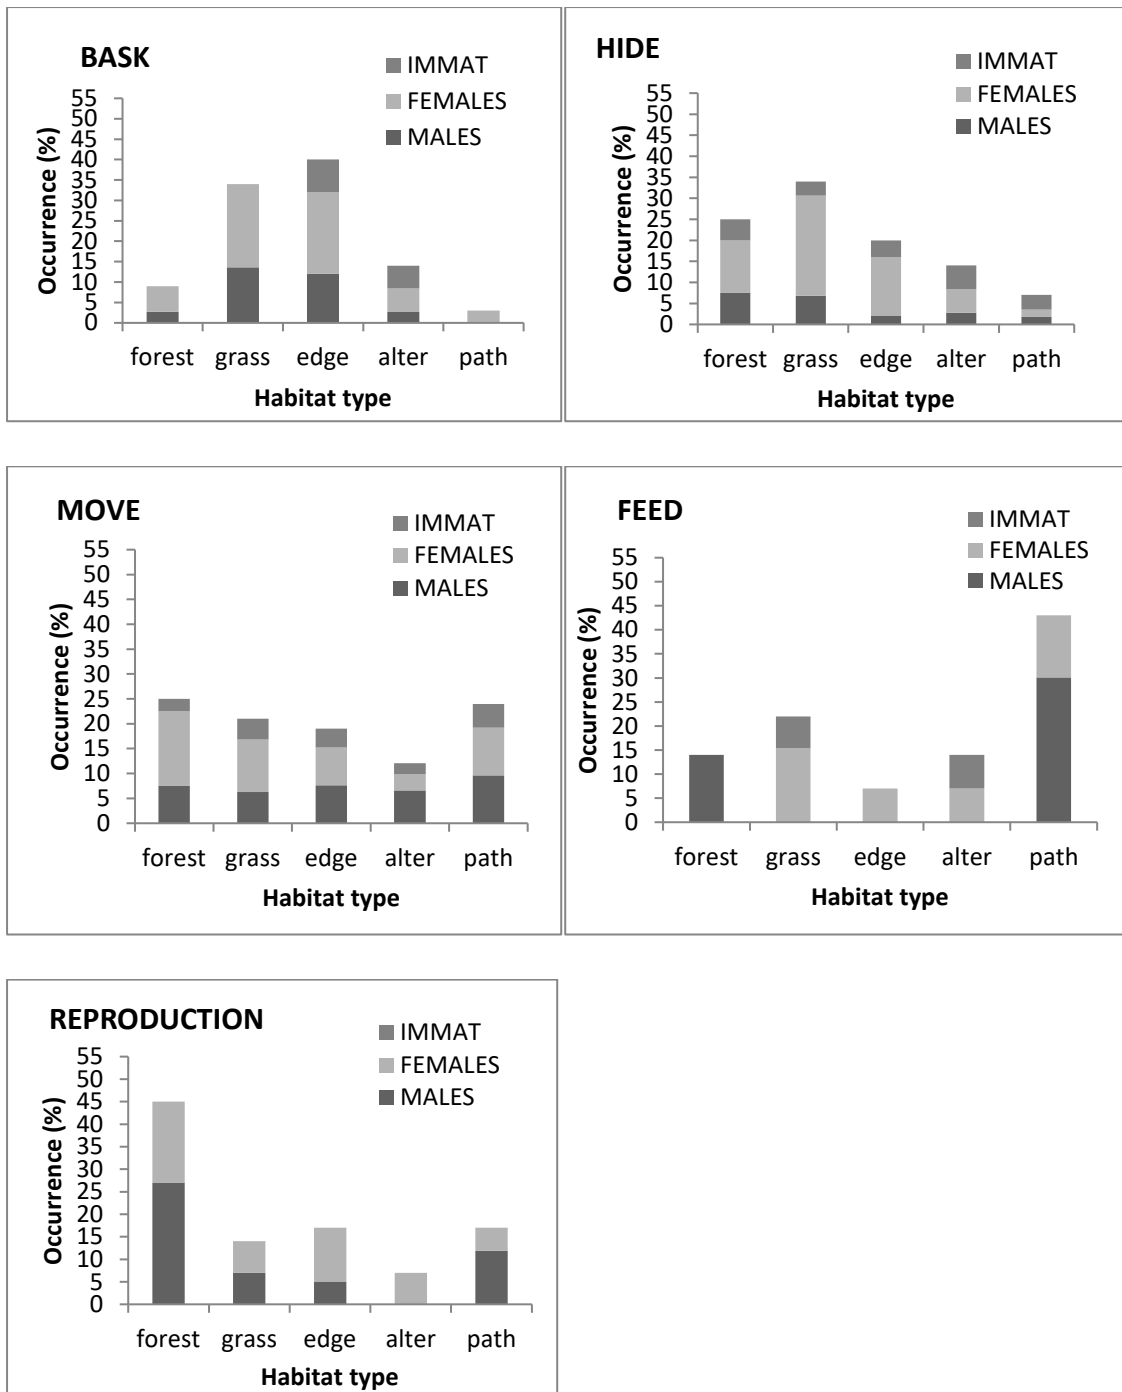 BASK
IMMAT
FEMALES
MALES
Occurrence (%)
55
50
45
40
35
30
25
20
15
10
5
0
forest grass edge alter path
Habitat type
HIDE
IMMAT
FEMALES
MALES
Occurrence (%)
55
50
45
40
35
30
25
20
15
10
5
0
forest grass edge alter path
Habitat type
MOVE
IMMAT
FEMALES
MALES
Occurrence (%)
55
50
45
40
35
30
25
20
15
10
5
0
forest grass edge alter path
Habitat type
FEED
IMMAT
FEMALES
MALES
Occurrence (%)
55
50
45
40
35
30
25
20
15
10
5
0
forest grass edge alter path
Habitat type
REPRODUCTION
IMMAT
FEMALES
MALES
Occurrence (%)
55
50
45
40
35
30
25
20
15
10
5
0
forest grass edge alter path
Habitat type